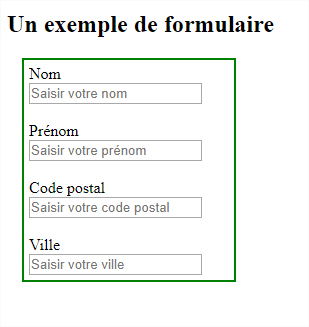 Un exemple de formulaire
Nom
Saisir votre nom
Prénom
Saisir votre prénom
Code postal
Saisir votre code postal
Ville
Saisir votre ville